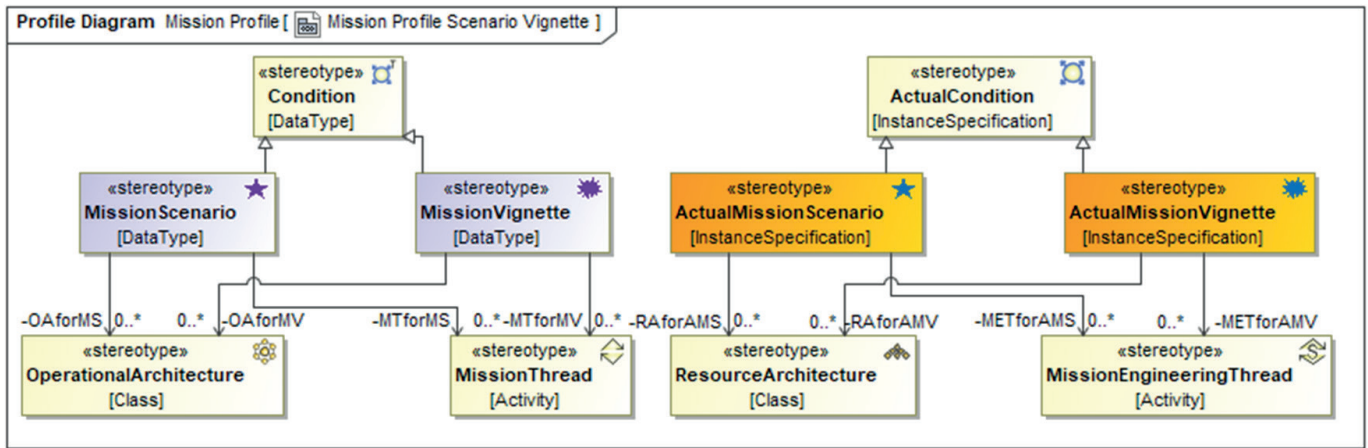 Profile Diagram Mission Profile [ Mission Profile Scenario Vignette ]
«stereotype»
Condition
[DataType]
«stereotype»
ActualCondition
[InstanceSpecification]
«stereotype»
MissionScenario
[DataType]
«stereotype»
MissionVignette
[DataType]
«stereotype»
ActualMissionScenario
[InstanceSpecification]
«stereotype»
ActualMissionVignette
[InstanceSpecification]
-OAforMS 0..* 0..* -OAforMV -MTforMS 0..* -MTforMV 0..* -RAforAMS 0..* 0..* -RAforAMV -METforAMS 0..* 0..* -METforAMV
«stereotype»
OperationalArchitecture
[Class]
«stereotype»
MissionThread
[Activity]
«stereotype»
ResourceArchitecture
[Class]
«stereotype»
MissionEngineeringThread
[Activity]